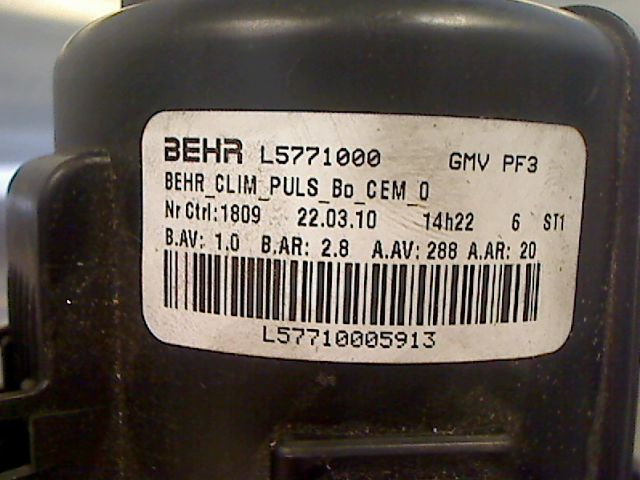 BEHR L5771000 GMV PF3
BEHR_CLIM_PULS_Bo_CEM_0
Nr Ctrl:1809 22.03.10 14h22 6 ST1
B.AV: 1.0 B.AR: 2.8 A.AV: 288 A.AR: 20
L57710005913